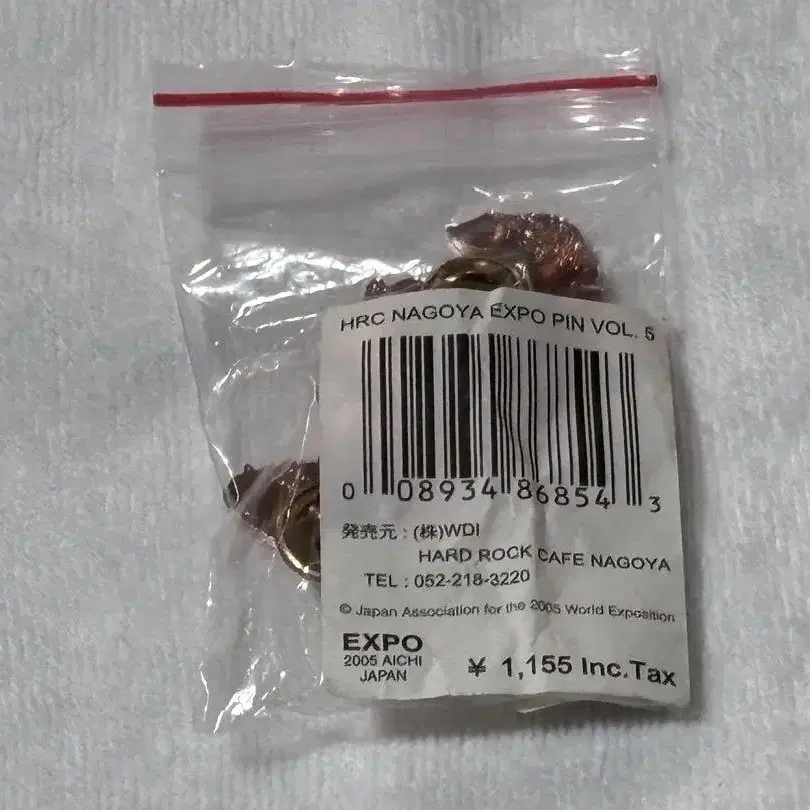 HRC NAGOYA EXPO PIN VOL. 5
0 08934 86854 3
発売元 : (株)WDI
HARD ROCK CAFE NAGOYA
TEL : 052-218-3220
© Japan Association for the 2005 World Exposition
EXPO
2005 AICHI
JAPAN
¥ 1,155 Inc.Tax